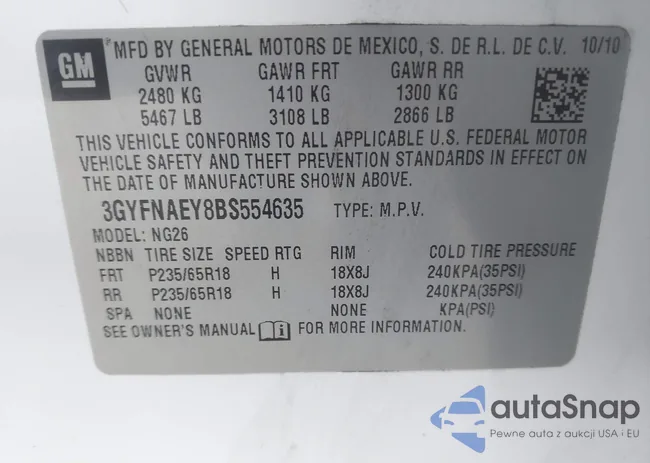 GM
*MFD BY GENERAL MOTORS DE MEXICO, S. DE R.L. DE C.V. 10/10
GVWR GAWR FRT GAWR RR
2480 KG 1410 KG 1300 KG
5467 LB 3108 LB 2866 LB
THIS VEHICLE CONFORMS TO ALL APPLICABLE U.S. FEDERAL MOTOR
VEHICLE SAFETY AND THEFT PREVENTION STANDARDS IN EFFECT ON
THE DATE OF MANUFACTURE SHOWN ABOVE.
3GYFNAEY8BS554635 TYPE: M.P.V.
MODEL: NG26
NBBN TIRE SIZE SPEED RTG RIM COLD TIRE PRESSURE
FRT P235/65R18 H 18X8J 240KPA(35PSI)
RR P235/65R18 H 18X8J 240KPA(35PSI)
SPA NONE NONE KPA(PSI)
SEE OWNER'S MANUAL FOR MORE INFORMATION.
autaSnap
Pewne auta z aukcji USA i EU